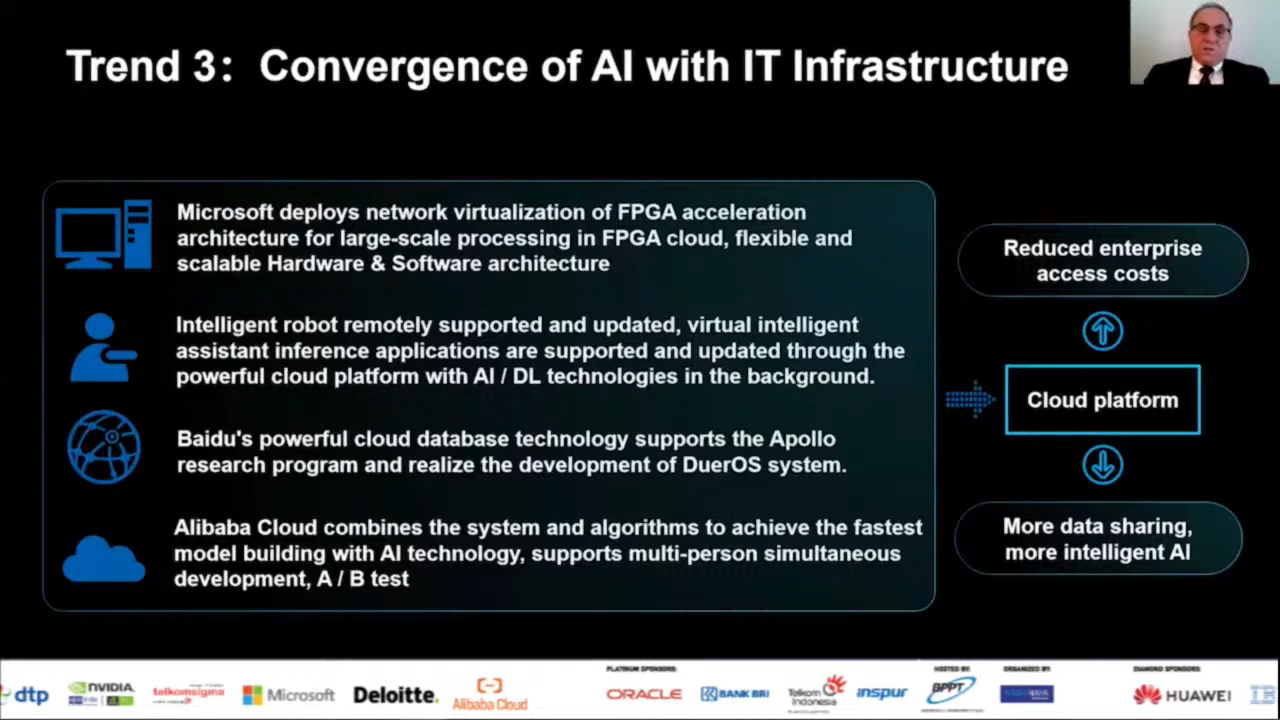 Trend 3: Convergence of AI with IT Infrastructure
Microsoft deploys network virtualization of FPGA acceleration
architecture for large-scale processing in FPGA cloud, flexible and
scalable Hardware & Software architecture
Intelligent robot remotely supported and updated, virtual intelligent
assistant inference applications are supported and updated through the
powerful cloud platform with AI / DL technologies in the background.
Baidu's powerful cloud database technology supports the Apollo
research program and realize the development of DuerOS system.
Alibaba Cloud combines the system and algorithms to achieve the fastest
model building with AI technology, supports multi-person simultaneous
development, A / B test
Reduced enterprise
access costs
Cloud platform
More data sharing,
more intelligent AI
dtp
NVIDIA
telkomsigma
Microsoft
Deloitte.
Alibaba Cloud
PLATINUM SPONSORS:
ORACLE
BANK BRI
Telkom
Indonesia
inspur
HOSTED BY:
BPPT
ORGANIZED BY:
DIAMOND SPONSORS:
HUAWEI